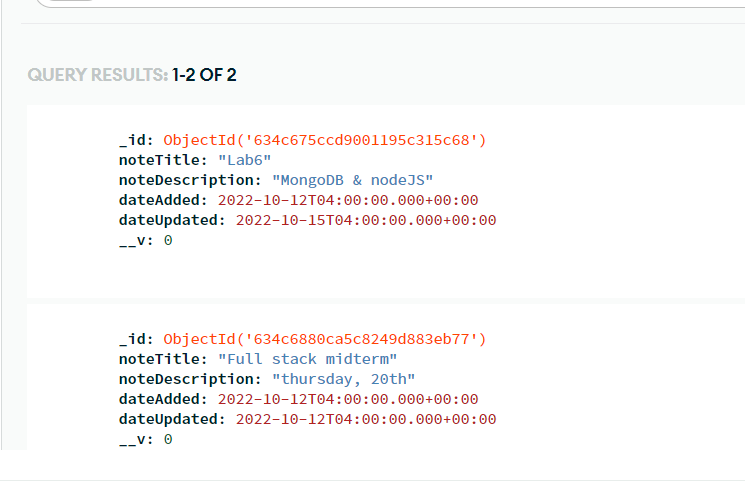 QUERY RESULTS: 1-2 OF 2
_id: ObjectId('634c675ccd9001195c315c68')
noteTitle: "Lab6"
noteDescription: "MongoDB & nodeJS"
dateAdded: 2022-10-12T04:00:00.000+00:00
dateUpdated: 2022-10-15T04:00:00.000+00:00
__v: 0
_id: ObjectId('634c6880ca5c8249d883eb77')
noteTitle: "Full stack midterm"
noteDescription: "thursday, 20th"
dateAdded: 2022-10-12T04:00:00.000+00:00
dateUpdated: 2022-10-12T04:00:00.000+00:00
__v: 0